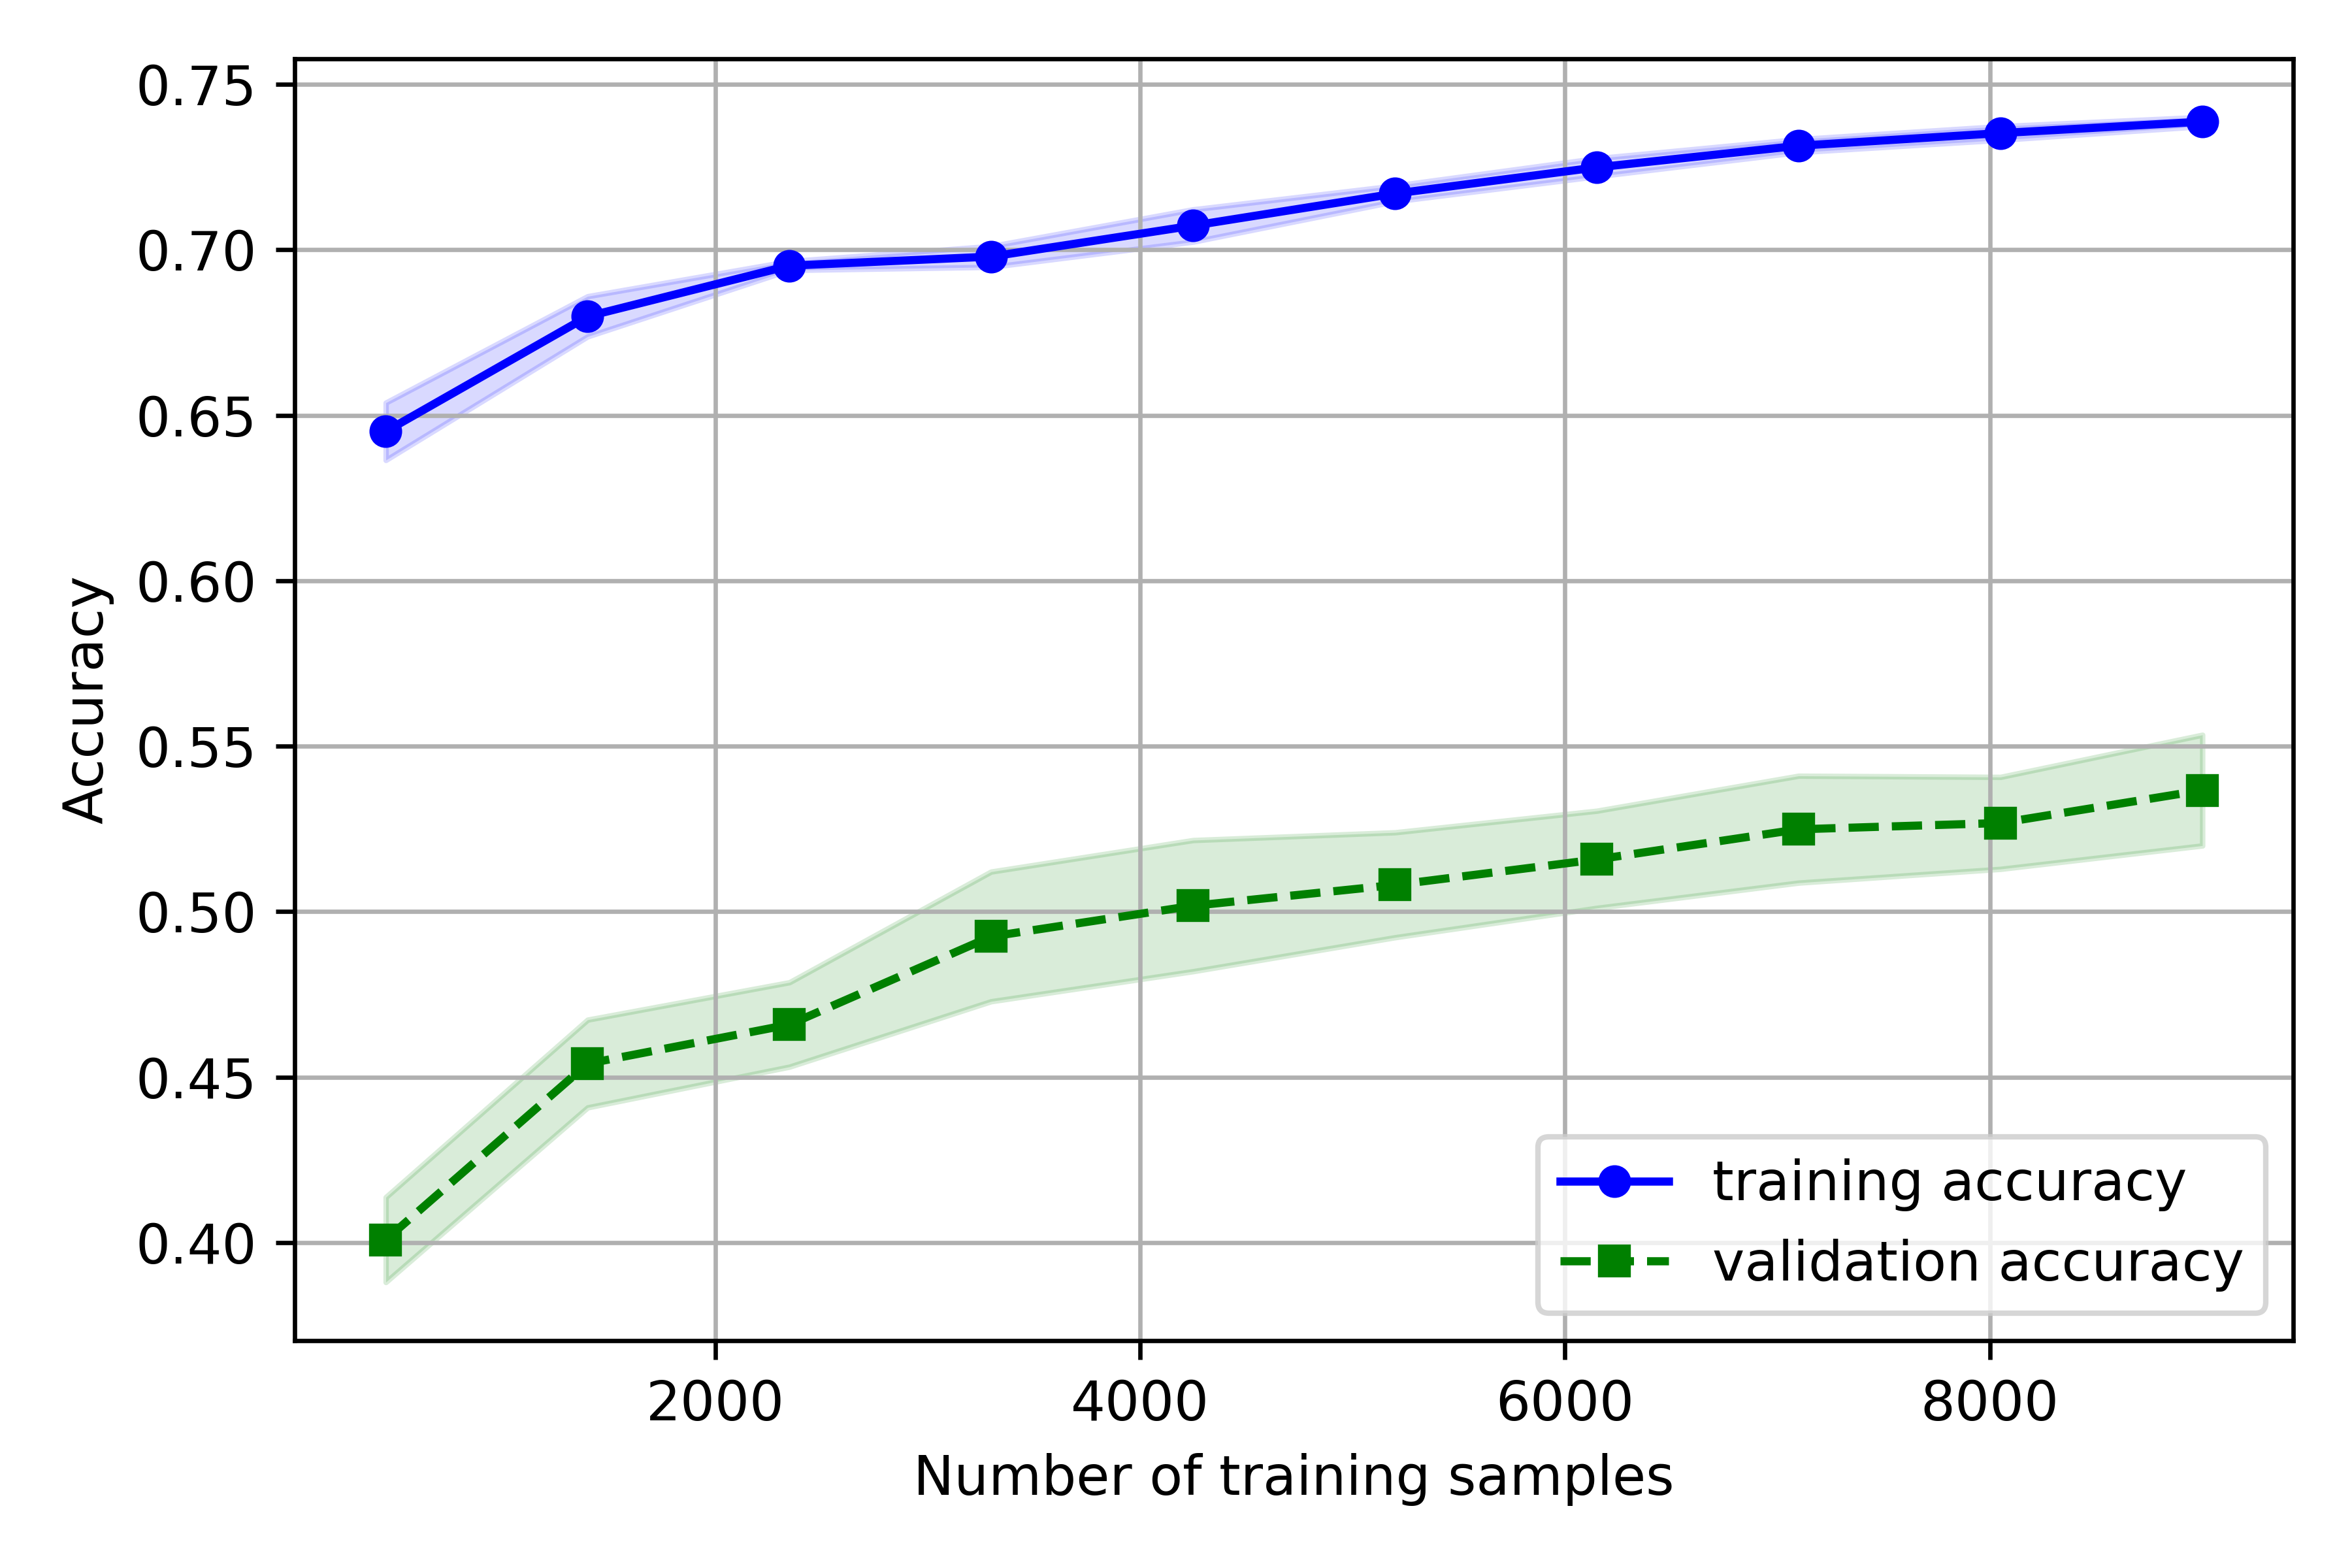 0.75
0.70
0.65
0.60
0.55
0.50
0.45
0.40
Accuracy
training accuracy
validation accuracy
2000 4000 6000 8000
Number of training samples